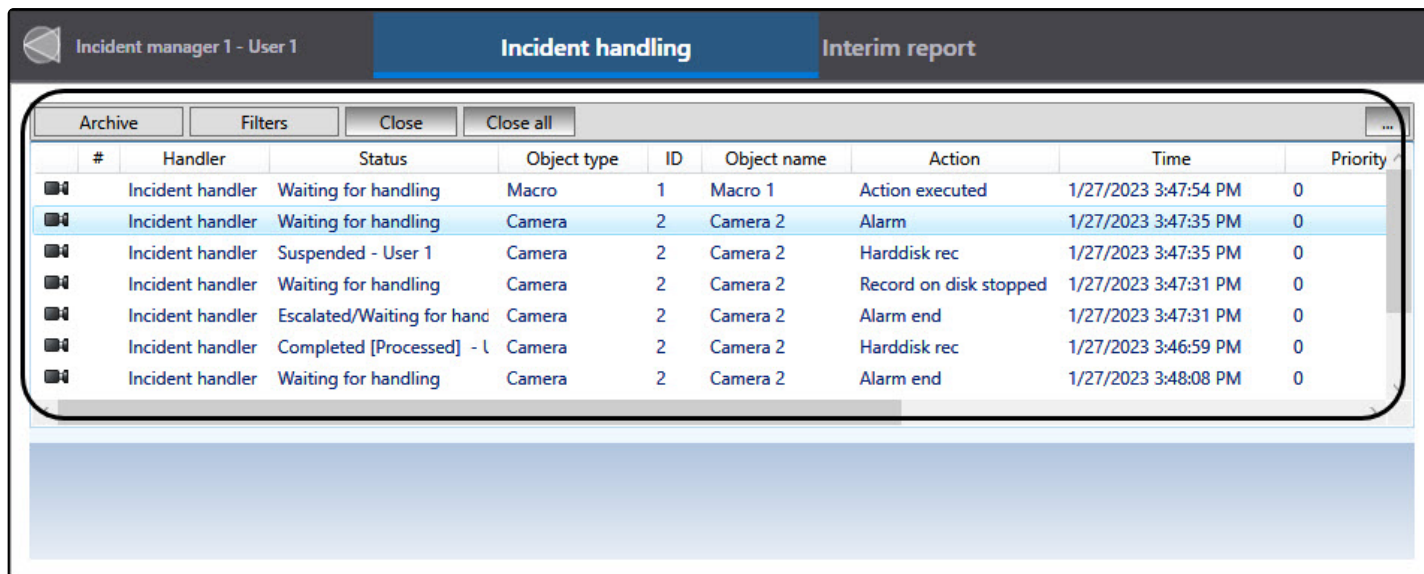 Incident manager 1 - User 1 Incident handling Interim report
Archive Filters Close Close all ...
# Handler Status Object type ID Object name Action Time Priority
Incident handler Waiting for handling Macro 1 Macro 1 Action executed 1/27/2023 3:47:54 PM 0
Incident handler Waiting for handling Camera 2 Camera 2 Alarm 1/27/2023 3:47:35 PM 0
Incident handler Suspended - User 1 Camera 2 Camera 2 Harddisk rec 1/27/2023 3:47:35 PM 0
Incident handler Waiting for handling Camera 2 Camera 2 Record on disk stopped 1/27/2023 3:47:31 PM 0
Incident handler Escalated/Waiting for hand Camera 2 Camera 2 Alarm end 1/27/2023 3:47:31 PM 0
Incident handler Completed [Processed] - Camera 2 Camera 2 Harddisk rec 1/27/2023 3:46:59 PM 0
Incident handler Waiting for handling Camera 2 Camera 2 Alarm end 1/27/2023 3:48:08 PM 0